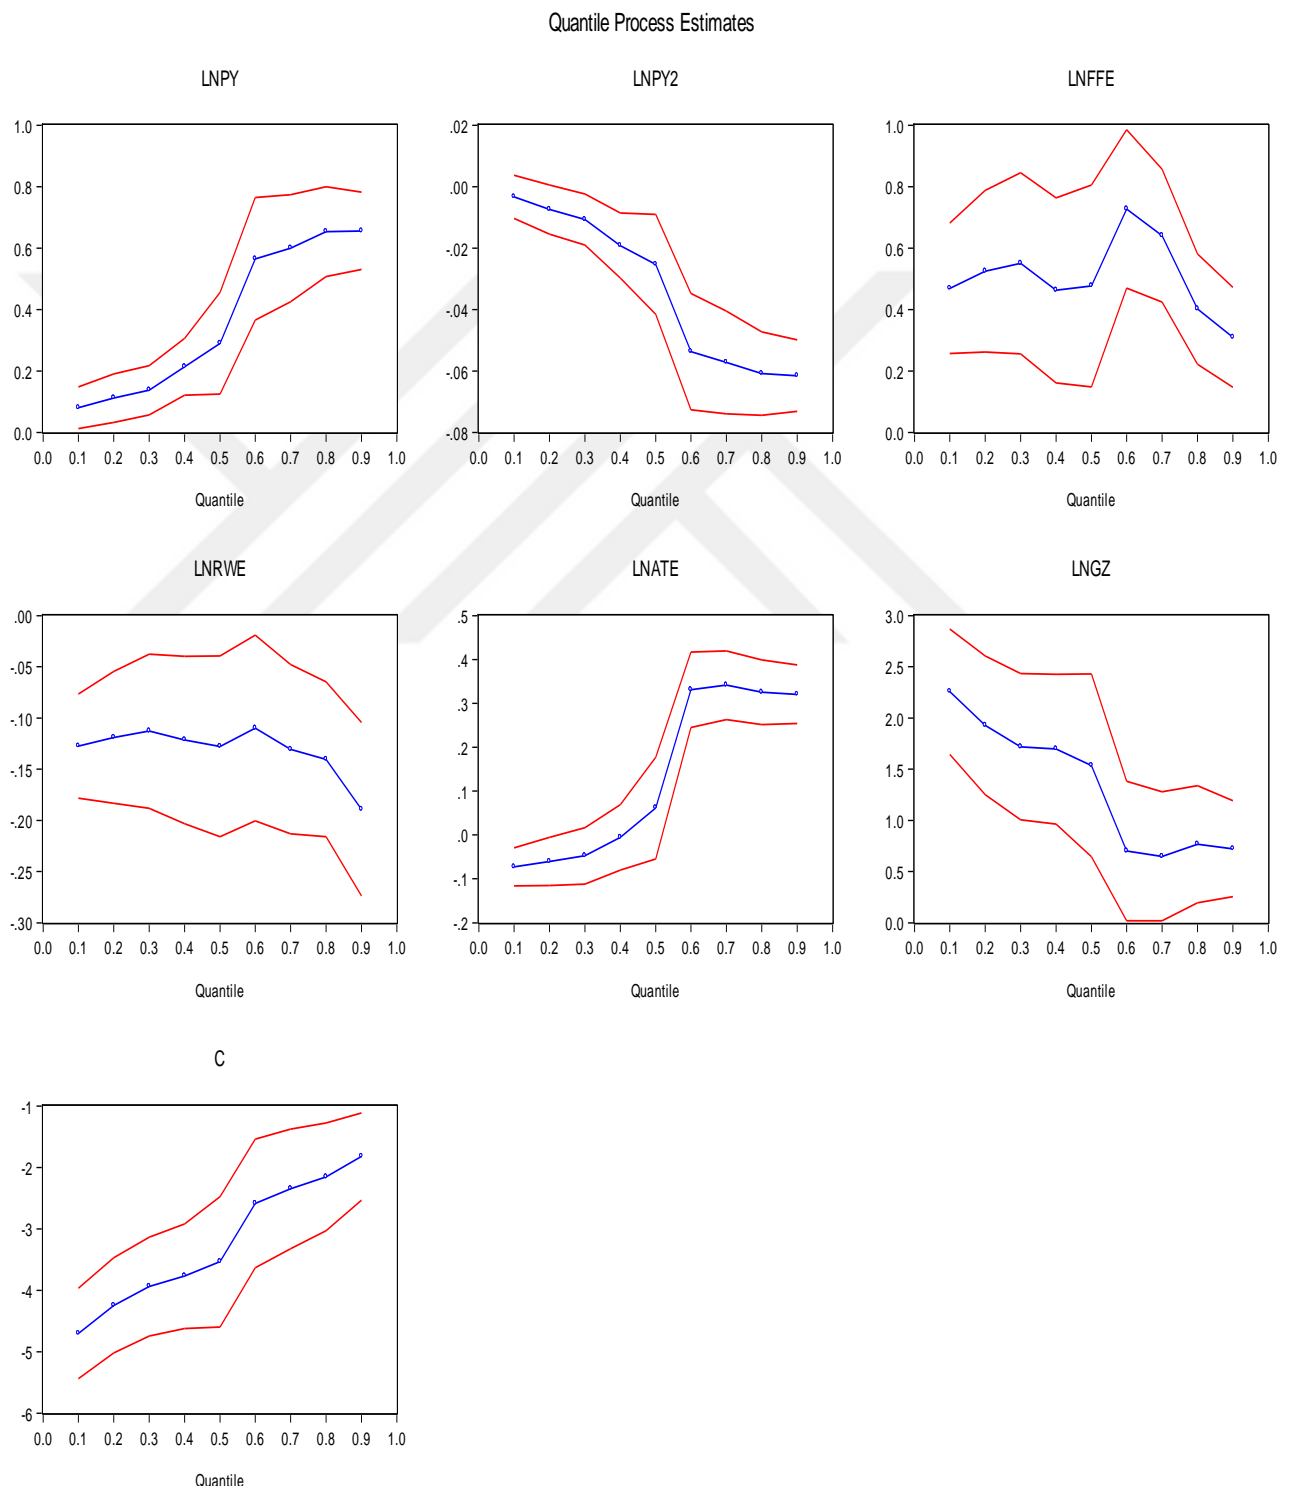 Quantile Process Estimates
LNPY LNPY2 LNFFE
1.0
0.8
0.6
0.4
0.2
0.0
0.0 0.1 0.2 0.3 0.4 0.5 0.6 0.7 0.8 0.9 1.0
Quantile
.02
.00
-.02
-.04
-.06
-.08
0.0 0.1 0.2 0.3 0.4 0.5 0.6 0.7 0.8 0.9 1.0
Quantile
1.0
0.8
0.6
0.4
0.2
0.0
0.0 0.1 0.2 0.3 0.4 0.5 0.6 0.7 0.8 0.9 1.0
Quantile
LNRWE LNATE LNGZ
.00
-.05
-.10
-.15
-.20
-.25
-.30
0.0 0.1 0.2 0.3 0.4 0.5 0.6 0.7 0.8 0.9 1.0
Quantile
.5
.4
.3
.2
.1
.0
-.1
-.2
0.0 0.1 0.2 0.3 0.4 0.5 0.6 0.7 0.8 0.9 1.0
Quantile
3.0
2.5
2.0
1.5
1.0
0.5
0.0
0.0 0.1 0.2 0.3 0.4 0.5 0.6 0.7 0.8 0.9 1.0
Quantile
C
-1
-2
-3
-4
-5
-6
0.0 0.1 0.2 0.3 0.4 0.5 0.6 0.7 0.8 0.9 1.0
Quantile